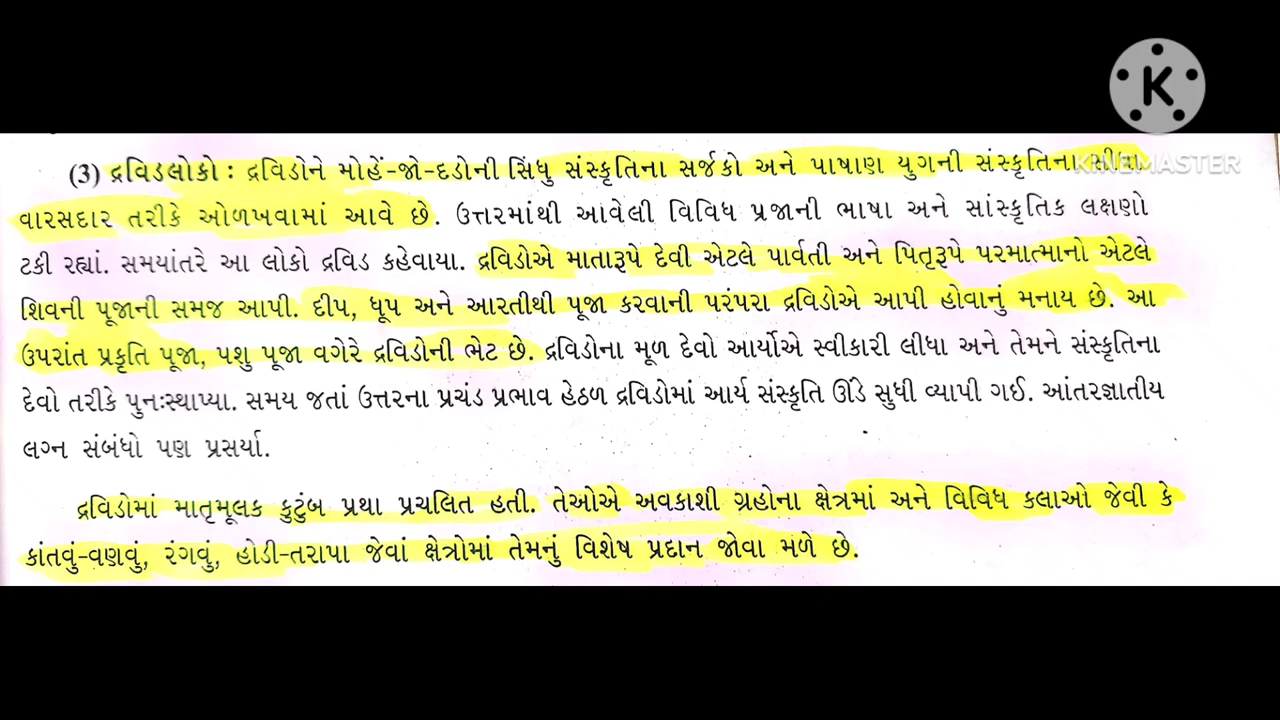 K
KINEMASTER
(3) દ્રવિડલોકો : દ્રવિડોને મોહેં-જો-દડોની સિંધુ સંસ્કૃતિના સર્જકો અને પાષાણ યુગની સંસ્કૃતિના સીધા
વારસદાર તરીકે ઓળખવામાં આવે છે. ઉત્તરમાંથી આવેલી વિવિધ પ્રજાની ભાષા અને સાંસ્કૃતિક લક્ષણો
ટકી રહ્યાં. સમયાંતરે આ લોકો દ્રવિડ કહેવાયા. દ્રવિડોએ માતારૂપે દેવી એટલે પાર્વતી અને પિતૃરૂપે પરમાત્માનો એટલે
શિવની પૂજાની સમજ આપી. દીપ, ધૂપ અને આરતીથી પૂજા કરવાની પરંપરા દ્રવિડોએ આપી હોવાનું મનાય છે. આ
ઉપરાંત પ્રકૃતિ પૂજા, પશુ પૂજા વગેરે દ્રવિડોની ભેટ છે. દ્રવિડોના મૂળ દેવો આર્યોએ સ્વીકારી લીધા અને તેમને સંસ્કૃતિના
દેવો તરીકે પુનઃસ્થાપ્યા. સમય જતાં ઉત્તરના પ્રચંડ પ્રભાવ હેઠળ દ્રવિડોમાં આર્ય સંસ્કૃતિ ઊંડે સુધી વ્યાપી ગઈ. આંતરજ્ઞાતીય
લગ્ન સંબંધો પણ પ્રસર્યા.
દ્રવિડોમાં માતૃમૂલક કુટુંબ પ્રથા પ્રચલિત હતી. તેઓએ અવકાશી ગ્રહોના ક્ષેત્રમાં અને વિવિધ કલાઓ જેવી કે
કાંતવું-વણવું, રંગવું, હોડી-તરાપા જેવાં ક્ષેત્રોમાં તેમનું વિશેષ પ્રદાન જોવા મળે છે.